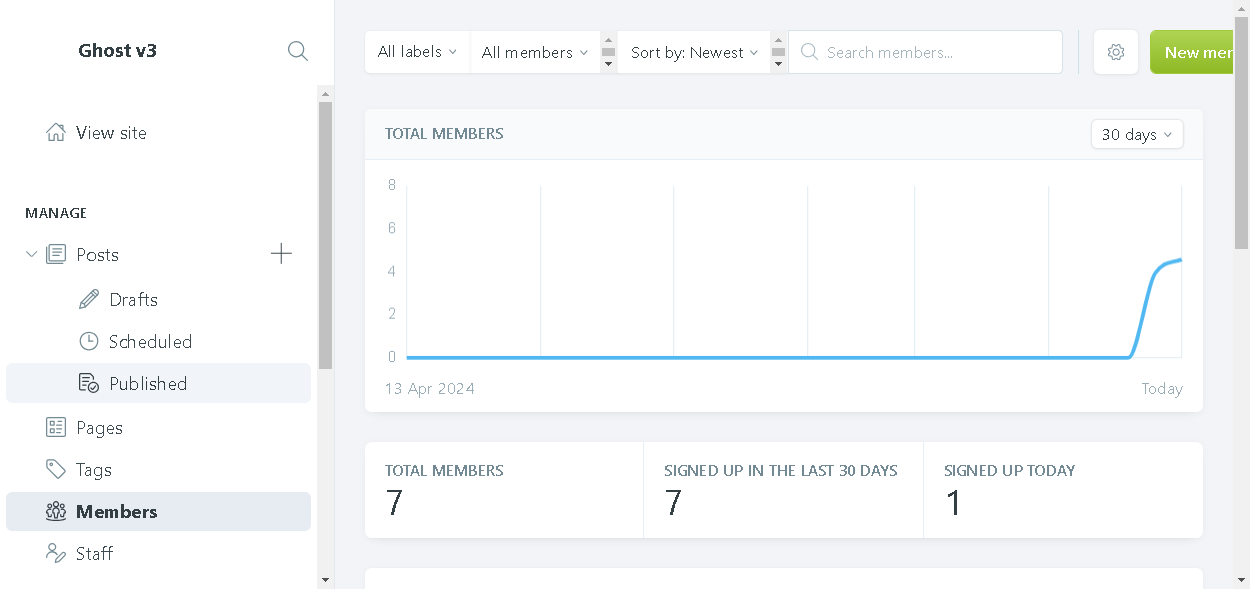 Ghost v3
View site
MANAGE
Posts
Drafts
Scheduled
Published
Pages
Tags
Members
Staff
All labels
All members
Sort by: Newest
Search members...
New mer
TOTAL MEMBERS
30 days
8
6
4
2
0
13 Apr 2024
Today
TOTAL MEMBERS
7
SIGNED UP IN THE LAST 30 DAYS
7
SIGNED UP TODAY
1